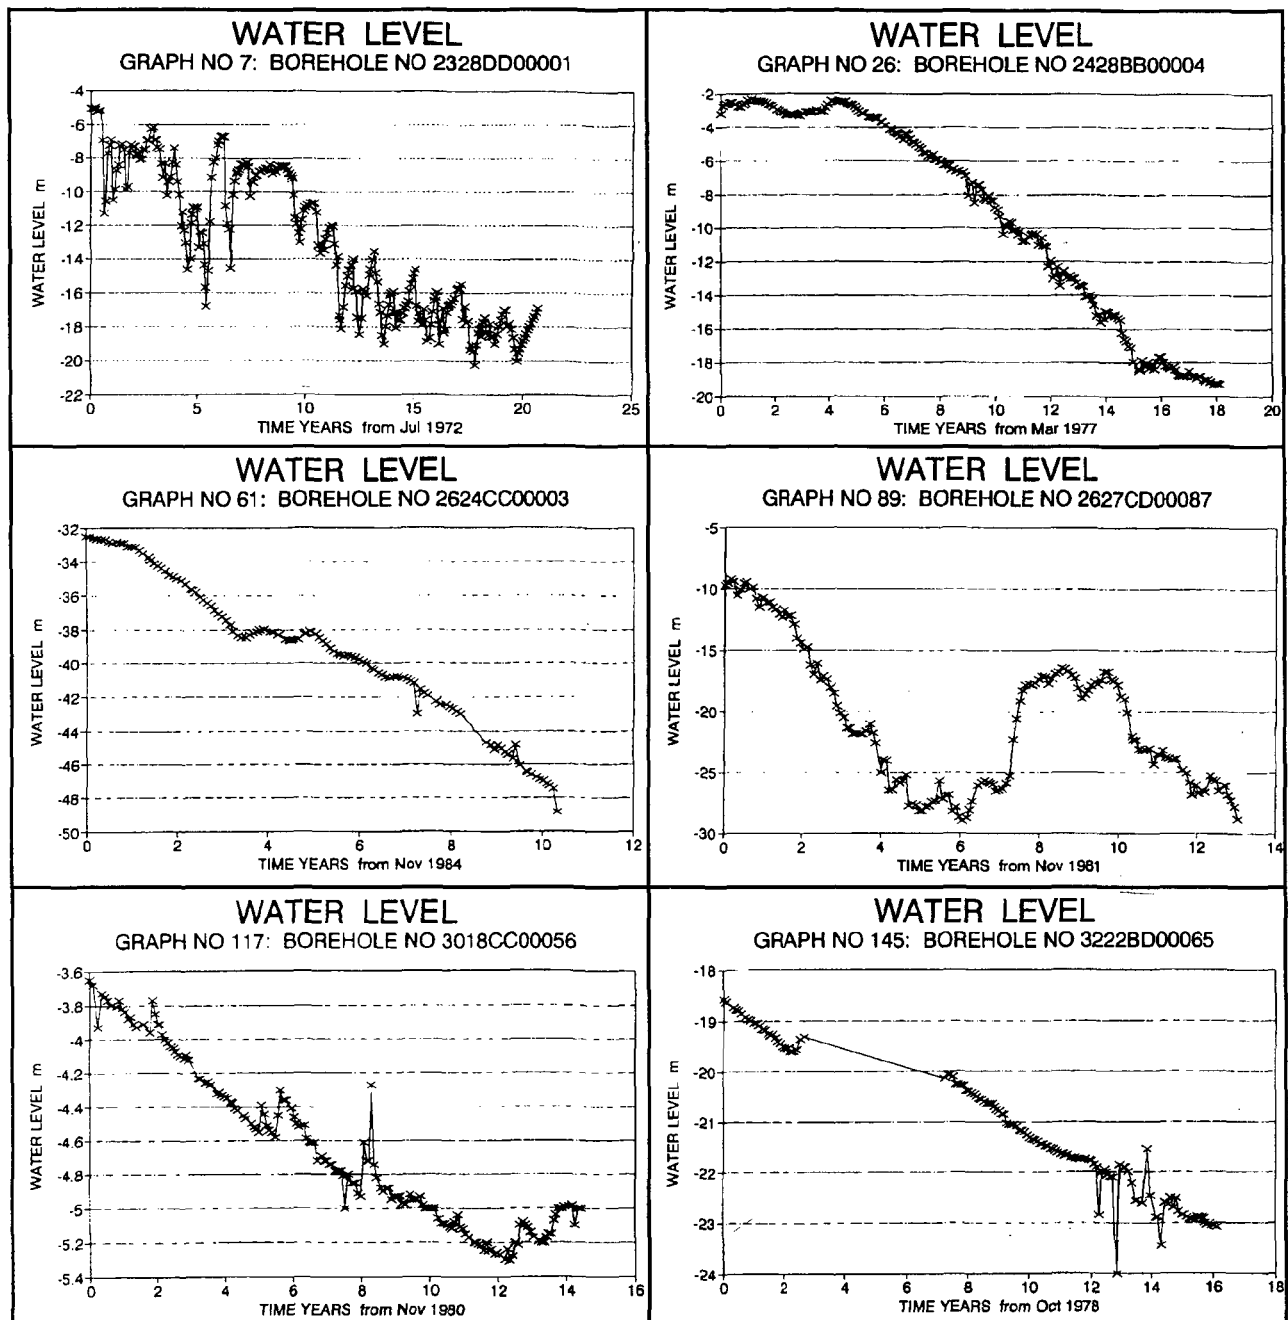 WATER LEVEL
GRAPH NO 7: BOREHOLE NO 2328DD00001
WATER LEVEL m
-4
-6
-8
-10
-12
-14
-16
-18
-20
-22
0 5 10 15 20 25
TIME YEARS from Jul 1972
WATER LEVEL
GRAPH NO 26: BOREHOLE NO 2428BB00004
WATER LEVEL m
-2
-4
-6
-8
-10
-12
-14
-16
-18
-20
0 2 4 6 8 10 12 14 16 18 20
TIME YEARS from Mar 1977
WATER LEVEL
GRAPH NO 61: BOREHOLE NO 2624CC00003
WATER LEVEL m
-32
-34
-36
-38
-40
-42
-44
-46
-48
-50
0 2 4 6 8 10 12
TIME YEARS from Nov 1984
WATER LEVEL
GRAPH NO 89: BOREHOLE NO 2627CD00087
WATER LEVEL m
-5
-10
-15
-20
-25
-30
0 2 4 6 8 10 12 14
TIME YEARS from Nov 1981
WATER LEVEL
GRAPH NO 117: BOREHOLE NO 3018CC00056
WATER LEVEL m
-3.6
-3.8
-4
-4.2
-4.4
-4.6
-4.8
-5
-5.2
-5.4
0 2 4 6 8 10 12 14 16
TIME YEARS from Nov 1980
WATER LEVEL
GRAPH NO 145: BOREHOLE NO 3222BD00065
WATER LEVEL m
-18
-19
-20
-21
-22
-23
-24
0 2 4 6 8 10 12 14 16 18
TIME YEARS from Oct 1978